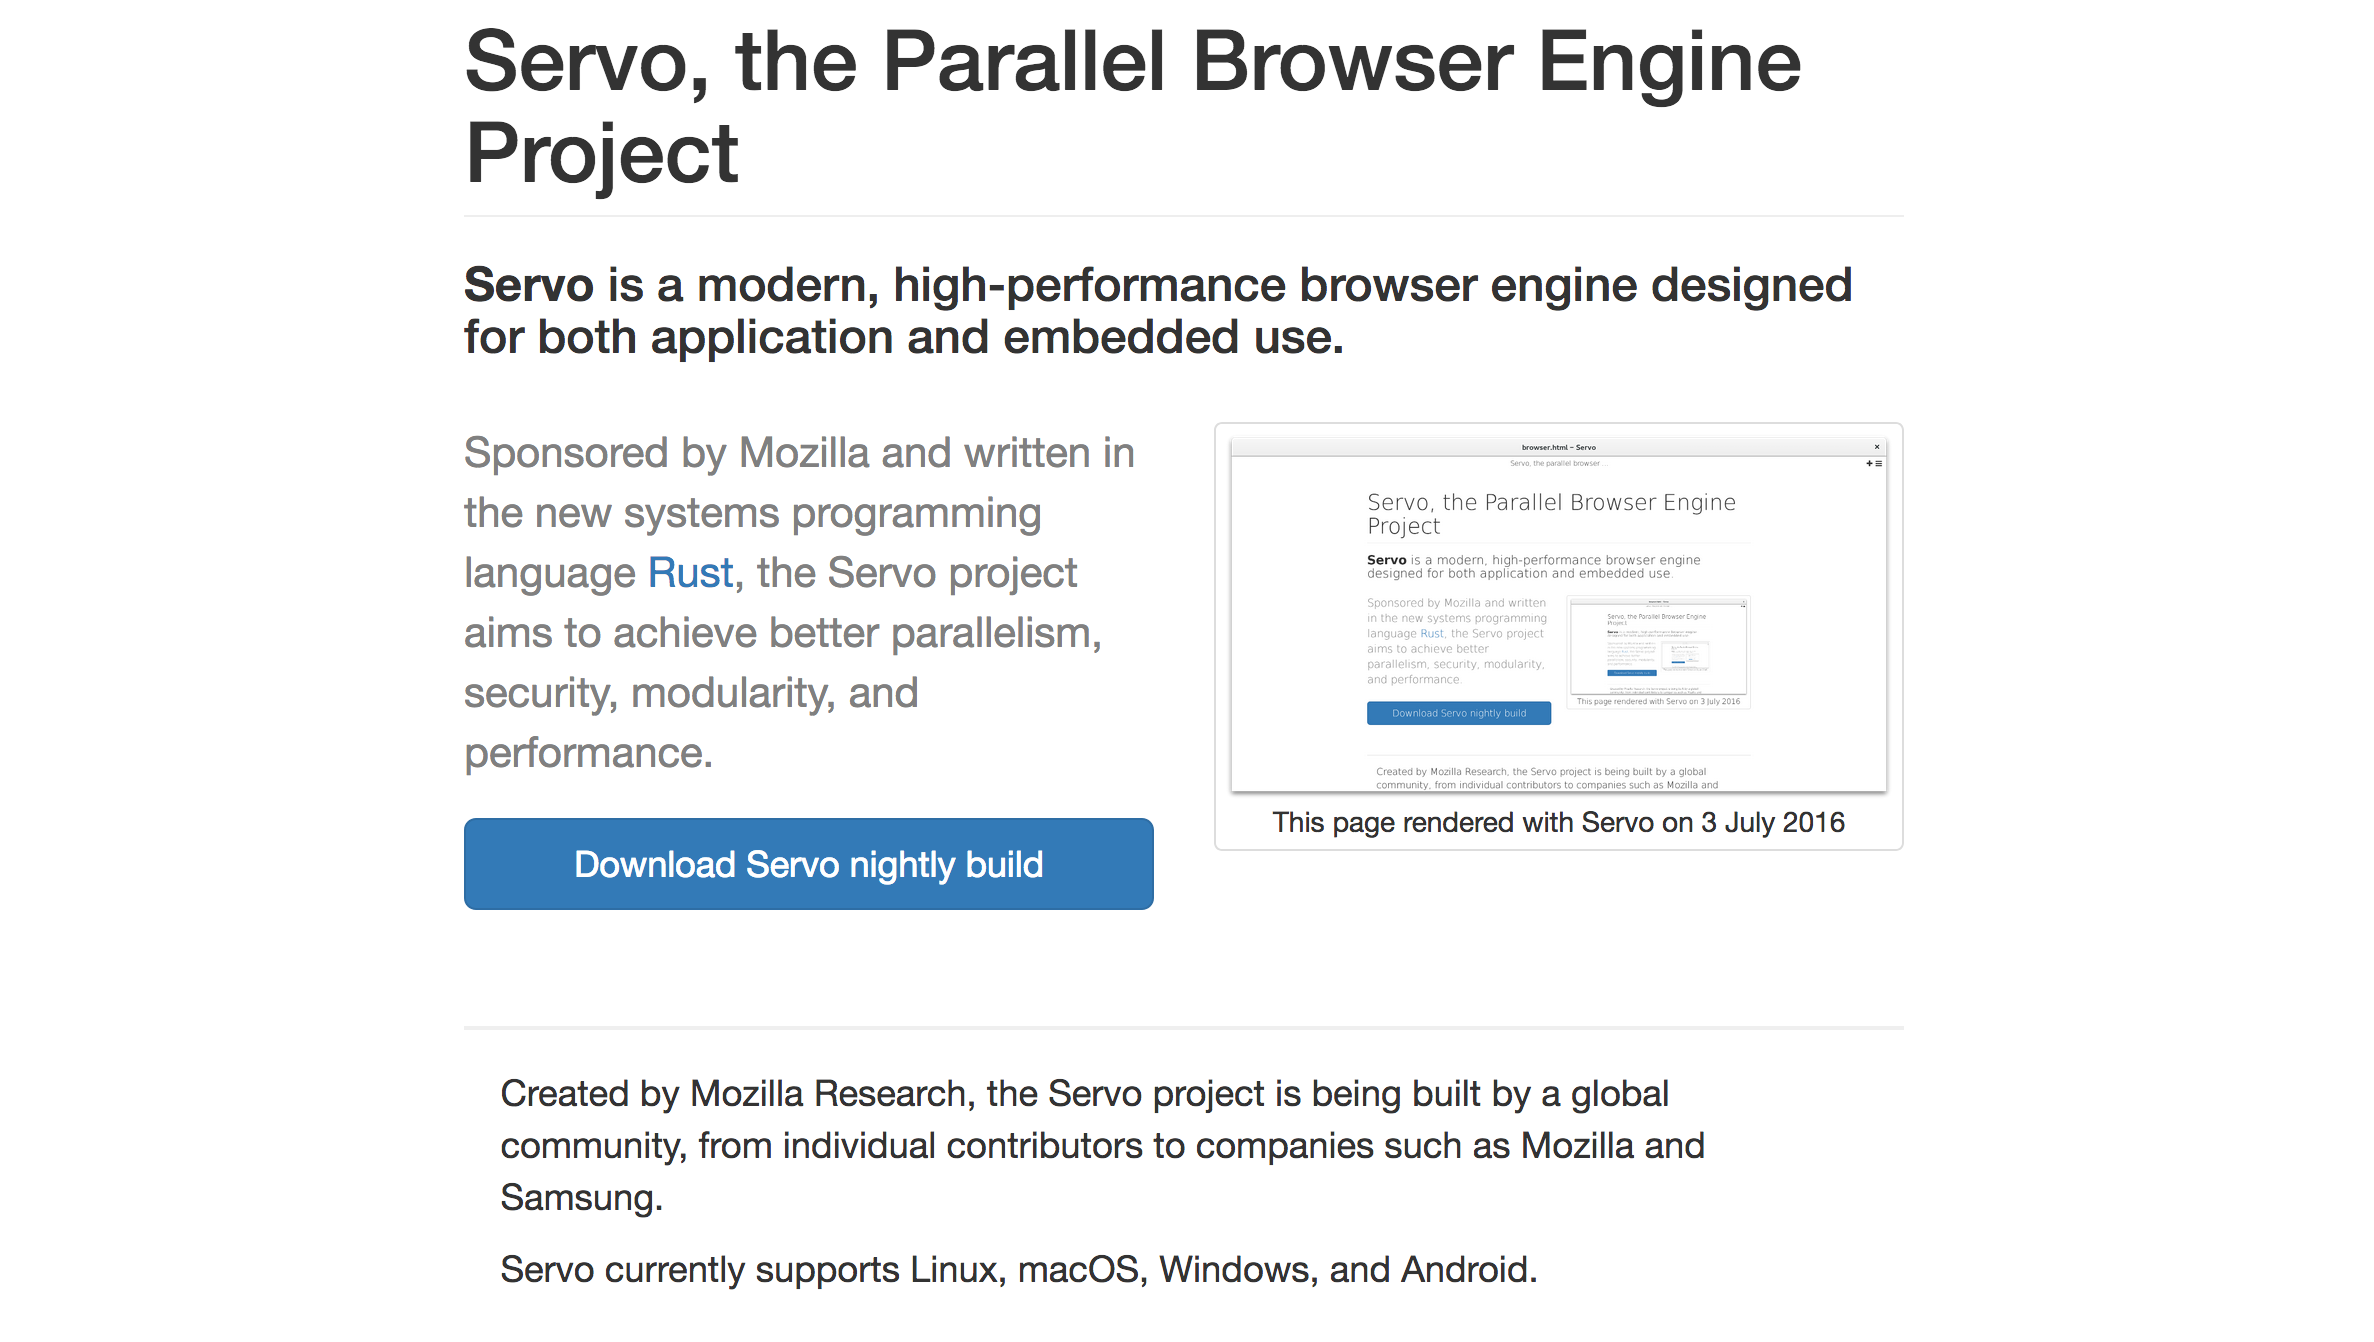 Servo, the Parallel Browser Engine
Project
Servo is a modern, high-performance browser engine designed
for both application and embedded use.
Sponsored by Mozilla and written in
the new systems programming
language Rust, the Servo project
aims to achieve better parallelism,
security, modularity, and
performance.
Download Servo nightly build
browser.html – Servo
Servo, the parallel browser ...
Servo, the Parallel Browser Engine
Project
Servo is a modern, high-performance browser engine
designed for both application and embedded use.
Sponsored by Mozilla and written
in the new systems programming
language Rust, the Servo project
aims to achieve better
parallelism, security, modularity,
and performance.
Download Servo nightly build
Servo, the Parallel Browser Engine
Project
This page rendered with Servo on 3 July 2016
Created by Mozilla Research, the Servo project is being built by a global
community, from individual contributors to companies such as Mozilla and
This page rendered with Servo on 3 July 2016
Created by Mozilla Research, the Servo project is being built by a global
community, from individual contributors to companies such as Mozilla and
Samsung.
Servo currently supports Linux, macOS, Windows, and Android.